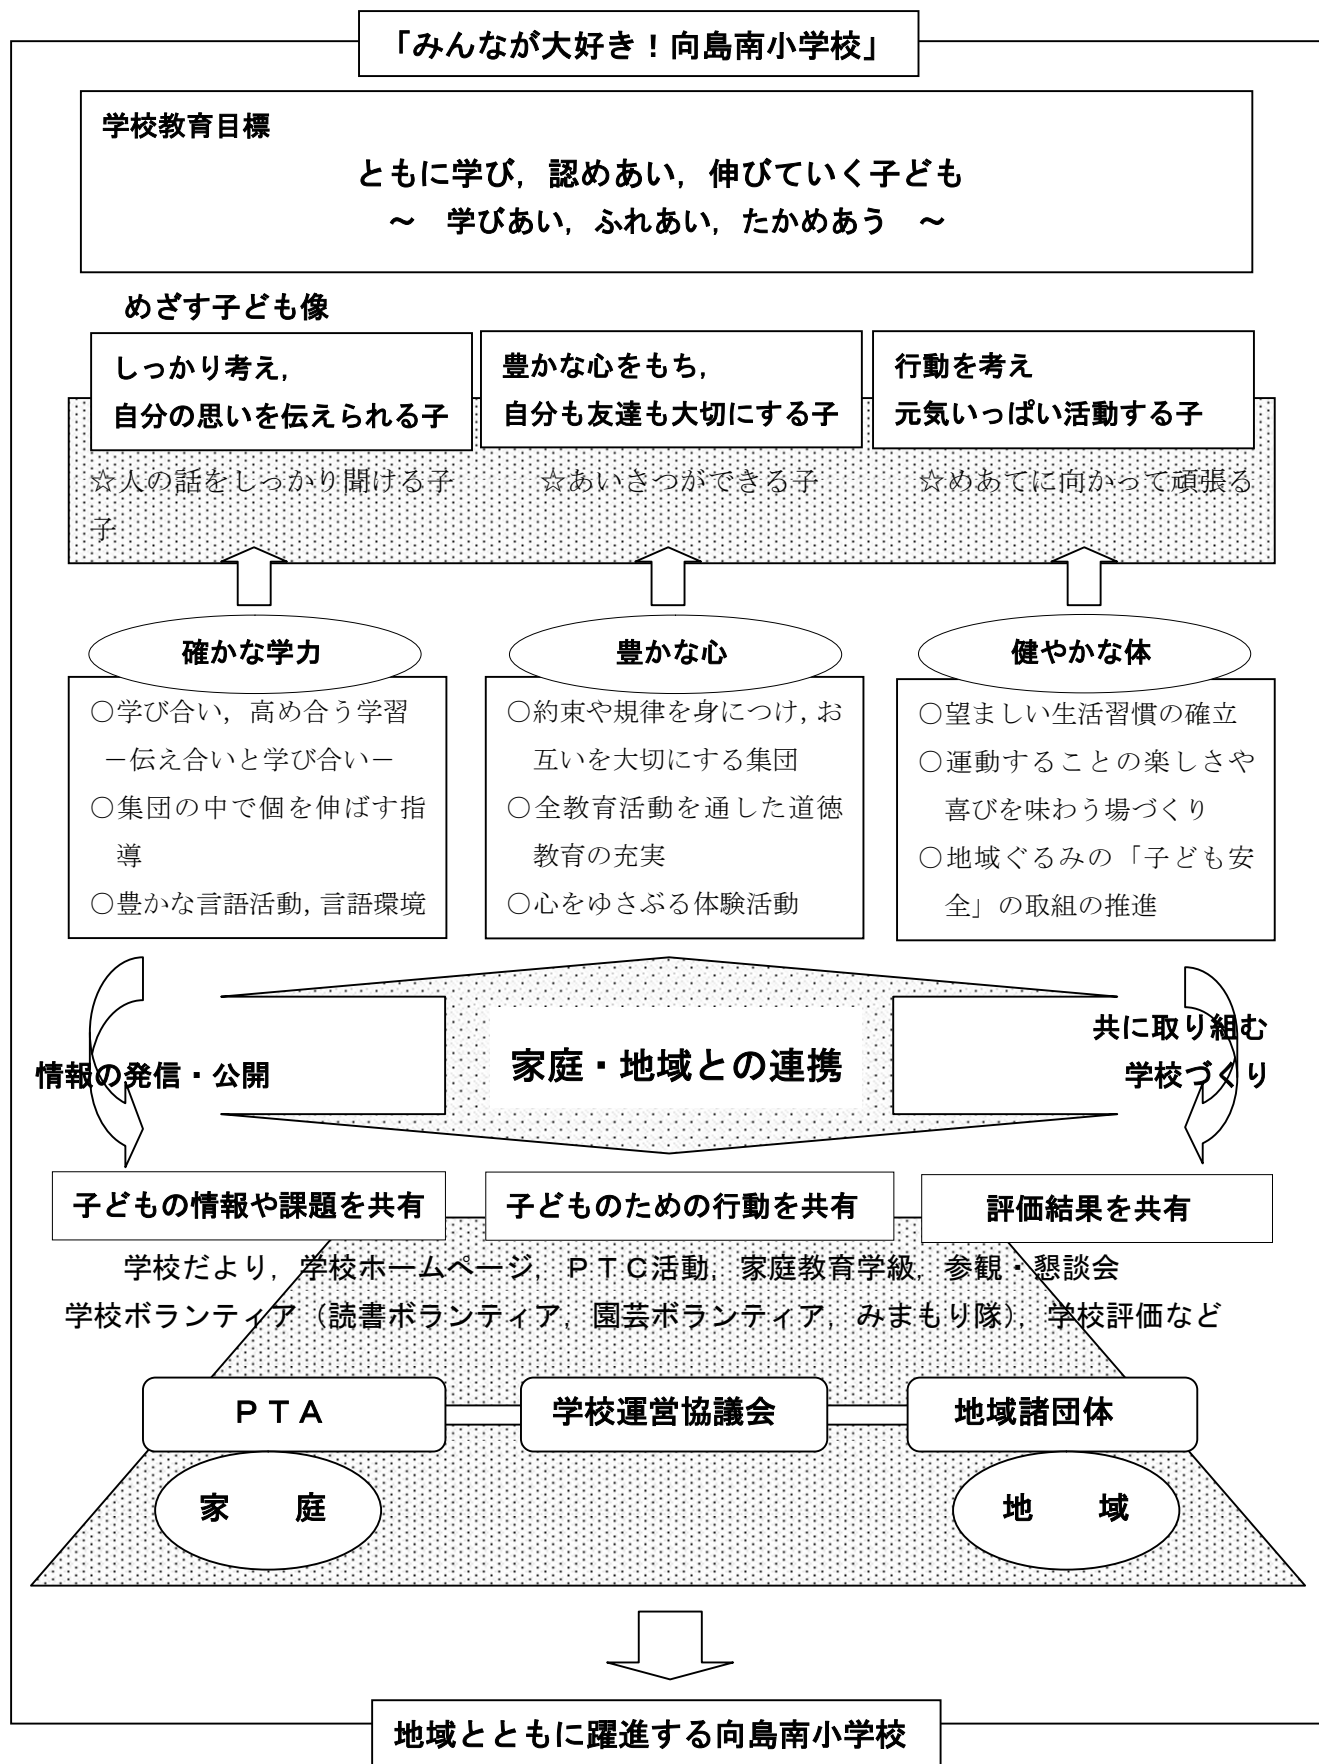 「みんなが大好き！向島南小学校」
学校教育目標
ともに学び，認めあい，伸びていく子ども
～　学びあい，ふれあい，たかめあう　～
めざす子ども像
しっかり考え，
自分の思いを伝えられる子
豊かな心をもち，
自分も友達も大切にする子
行動を考え
元気いっぱい活動する子
☆人の話をしっかり聞ける子　　　☆あいさつができる子　　　☆めあてに向かって頑張る
子
確かな学力
○学び合い，高め合う学習
－伝え合いと学び合い－
○集団の中で個を伸ばす指
導
○豊かな言語活動，言語環境
豊かな心
○約束や規律を身につけ，お
互いを大切にする集団
○全教育活動を通した道徳
教育の充実
○心をゆさぶる体験活動
健やかな体
○望ましい生活習慣の確立
○運動することの楽しさや
喜びを味わう場づくり
○地域ぐるみの「子ども安
全」の取組の推進
情報の発信・公開
家庭・地域との連携
共に取り組む
学校づくり
子どもの情報や課題を共有
子どものための行動を共有
評価結果を共有
学校だより，学校ホームページ，ＰＴＣ活動，家庭教育学級，参観・懇談会
学校ボランティア（読書ボランティア，園芸ボランティア，みまもり隊），学校評価など
ＰＴＡ
学校運営協議会
地域諸団体
家　　庭
地　　域
地域とともに躍進する向島南小学校